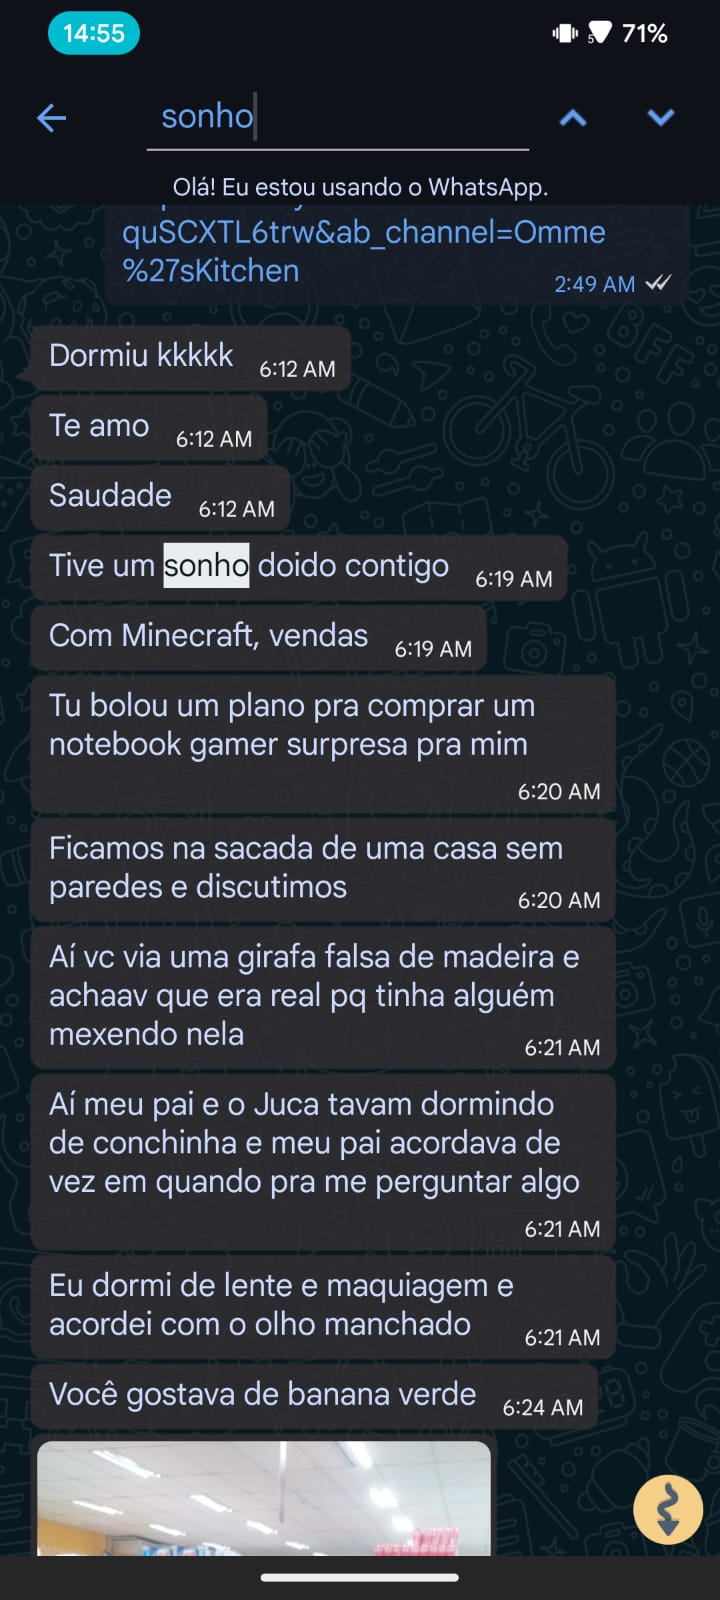 14:55
5
71%
sonho
Olá! Eu estou usando o WhatsApp.
quSCXTL6trw&ab_channel=Omme
%27sKitchen
2:49 AM
Dormiu kkkkk
6:12 AM
Te amo
6:12 AM
Saudade
6:12 AM
Tive um sonho doido contigo
6:19 AM
Com Minecraft, vendas
6:19 AM
Tu bolou um plano pra comprar um
notebook gamer surpresa pra mim
6:20 AM
Ficamos na sacada de uma casa sem
paredes e discutimos
6:20 AM
Aí vc via uma girafa falsa de madeira e
achaav que era real pq tinha alguém
mexendo nela
6:21 AM
Aí meu pai e o Juca tavam dormindo
de conchinha e meu pai acordava de
vez em quando pra me perguntar algo
6:21 AM
Eu dormi de lente e maquiagem e
acordei com o olho manchado
6:21 AM
Você gostava de banana verde
6:24 AM